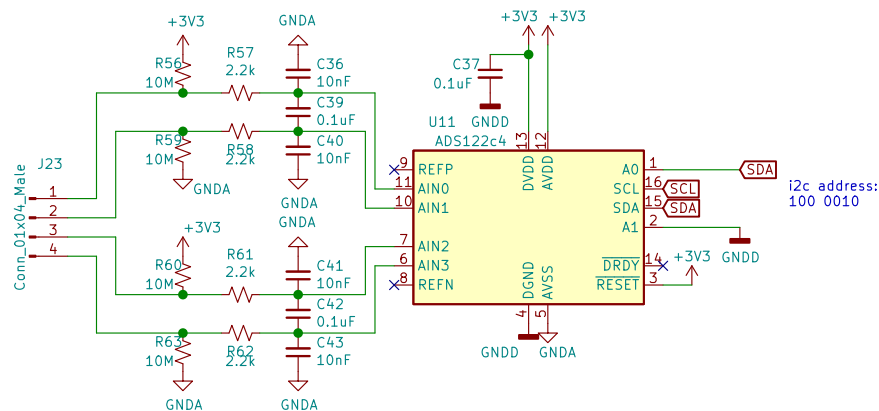 +3V3
GNDA
+3V3
+3V3
R57
2.2k
R56
10M
C36
10nF
C37
0.1uF
C39
0.1uF
GNDD
R59
10M
R58
2.2k
C40
10nF
GNDA
U11
ADS122c4
13
12
DVDD
AVDD
9
REFP
11
AIN0
10
AIN1
7
AIN2
6
AIN3
8
REFN
A0
1
SDA
SCL
16
SCL
SDA
15
SDA
A1
2
GNDD
DRDY
14
RESET
3
+3V3
i2c address:
100 0010
DGND
AVSS
4
5
GNDD
GNDA
J23
Conn_01x04_Male
1
2
3
4
+3V3
GNDA
R61
2.2k
R60
10M
C41
10nF
C42
0.1uF
R63
10M
R62
2.2k
C43
10nF
GNDA
GNDA